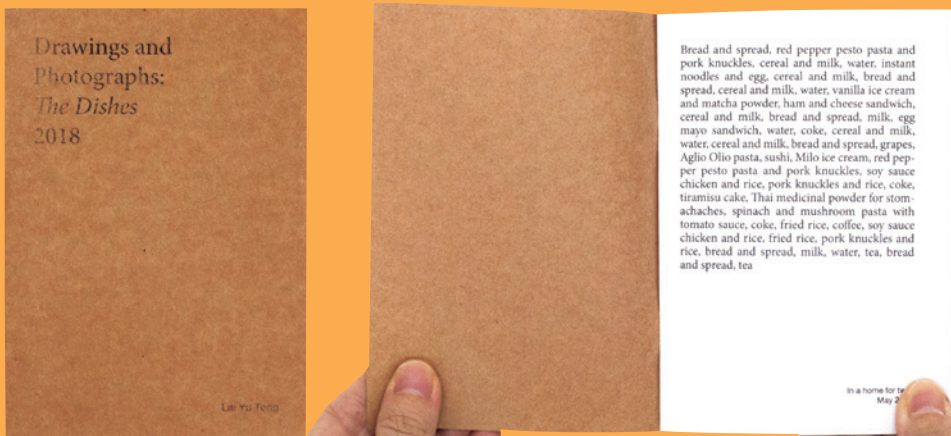 Drawings and
Photographs:
The Dishes
2018
Lai Yu Tong
Bread and spread, red pepper pesto pasta and
pork knuckles, cereal and milk, water, instant
noodles and egg, cereal and milk, bread and
spread, cereal and milk, water, vanilla ice cream
and matcha powder, ham and cheese sandwich,
cereal and milk, bread and spread, milk, egg
mayo sandwich, water, coke, cereal and milk,
water, cereal and milk, bread and spread, grapes,
Aglio Olio pasta, sushi, Milo ice cream, red pep-
per pesto pasta and pork knuckles, soy sauce
chicken and rice, pork knuckles and rice, coke,
tiramisu cake, Thai medicinal powder for stom-
achaches, spinach and mushroom pasta with
tomato sauce, coke, fried rice, coffee, soy sauce
chicken and rice, fried rice, pork knuckles and
rice, bread and spread, milk, water, tea, bread
and spread, tea
In a home for
May